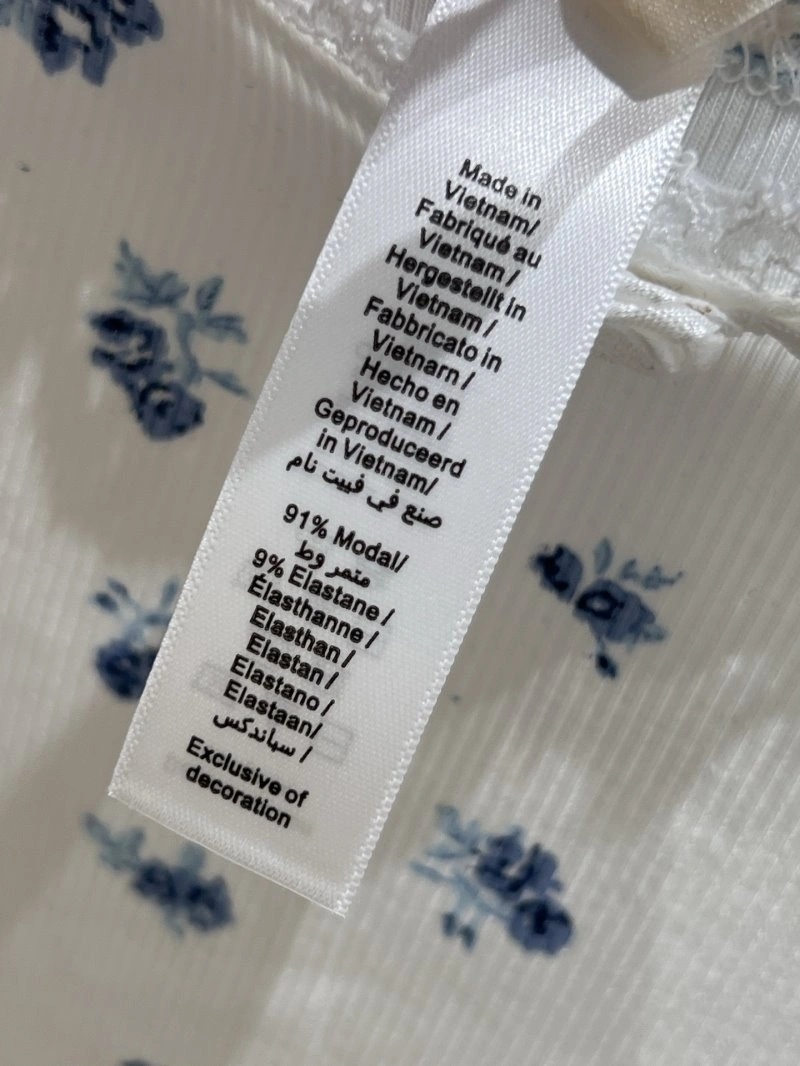 Made in
Vietnam/
Fabriqué au
Vietnam /
Hergestellt in
Vietnam /
Fabbricato in
Vietnarn /
Hecho en
Vietnam /
Geproduceerd
in Vietnam/
صنع في فييت نام
91% Modal/
متمر وط
9% Elastane /
Élasthanne /
Elasthan /
Elastan /
Elastano /
Elastaan/
سباندكس /
Exclusive of
decoration